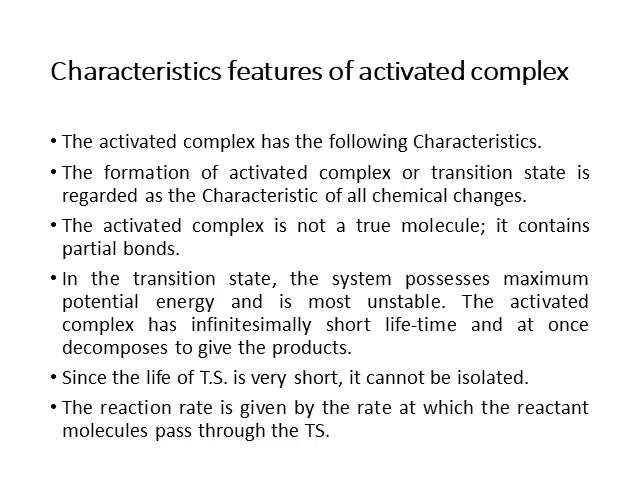 Characteristics features of activated complex
• The activated complex has the following Characteristics.
• The formation of activated complex or transition state is
regarded as the Characteristic of all chemical changes.
• The activated complex is not a true molecule; it contains
partial bonds.
• In the transition state, the system possesses maximum
potential energy and is most unstable. The activated
complex has infinitesimally short life-time and at once
decomposes to give the products.
• Since the life of T.S. is very short, it cannot be isolated.
• The reaction rate is given by the rate at which the reactant
molecules pass through the TS.